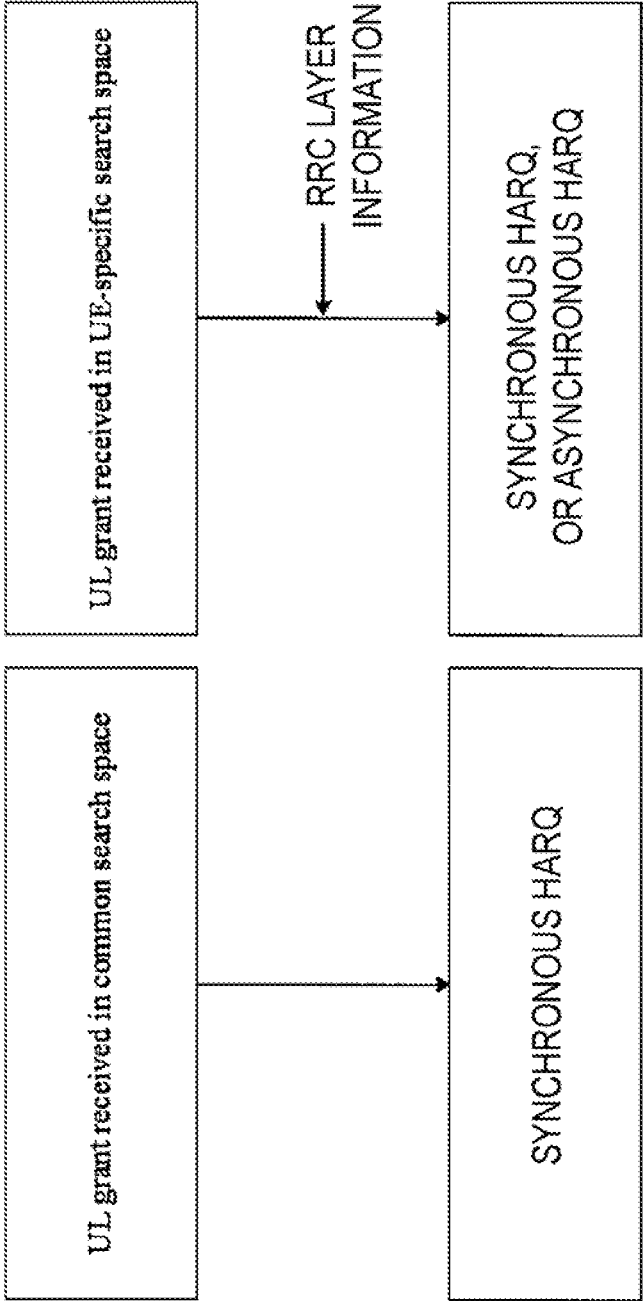 UL grant received in common search space
SYNCHRONOUS HARQ
UL grant received in UE-specific search space
RRC LAYER
INFORMATION
SYNCHRONOUS HARQ,
OR ASYNCHRONOUS HARQ